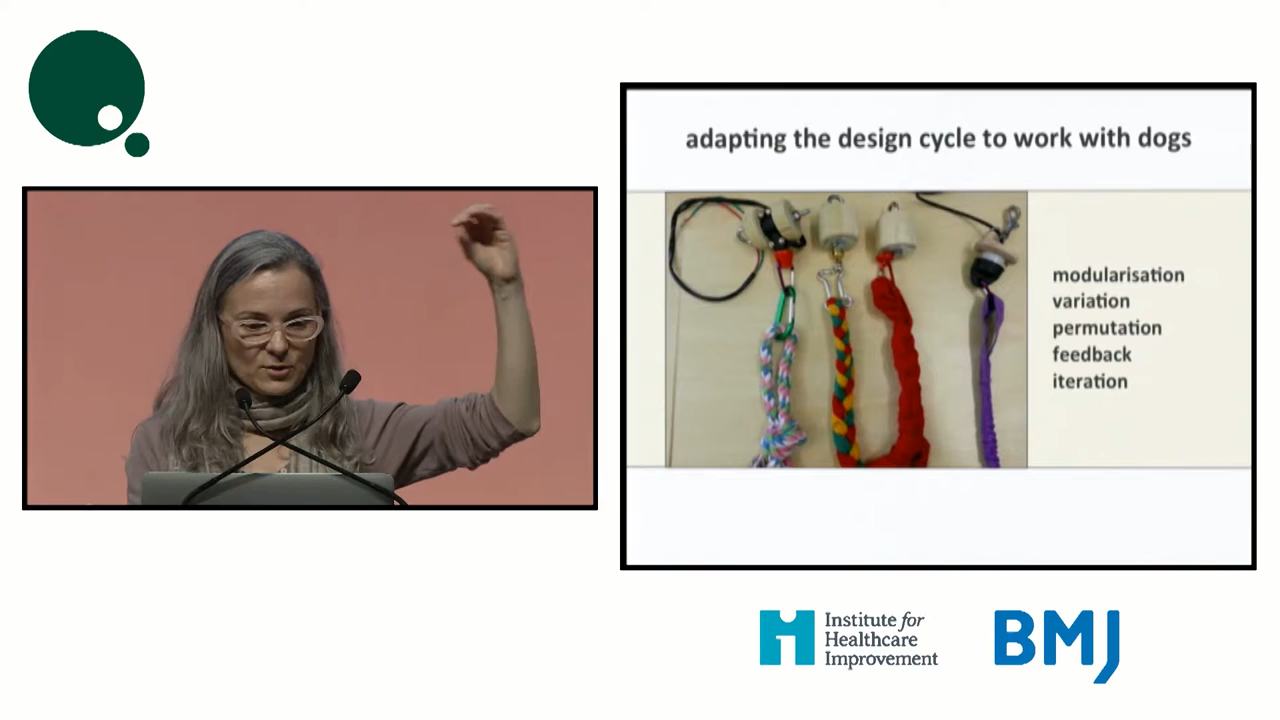 adapting the design cycle to work with dogs
modularisation
variation
permutation
feedback
iteration
Institute for
Healthcare
Improvement
BMJ